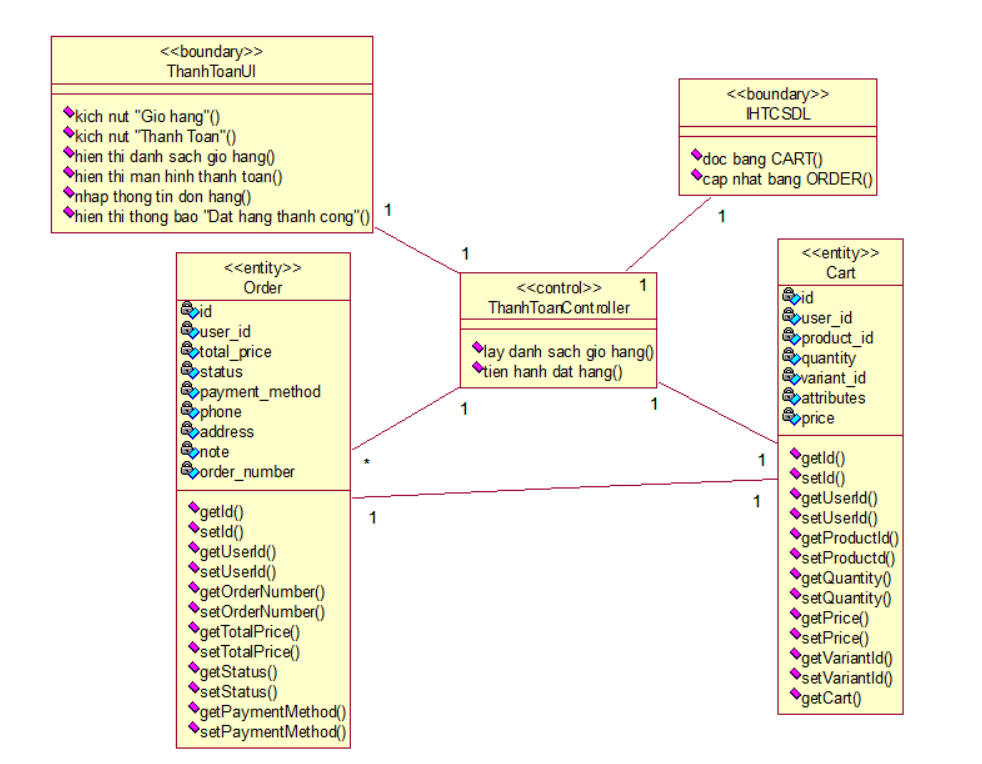 <<boundary>>
ThanhToanUI
kich nut "Gio hang"()
kich nut "Thanh Toan"()
hien thi danh sach gio hang()
hien thi man hinh thanh toan()
nhap thong tin don hang()
hien thi thong bao "Dat hang thanh cong"()
<<boundary>>
IHTCSDL
doc bang CART()
cap nhat bang ORDER()
1
1
1
1
<<control>>
ThanhToanController
lay danh sach gio hang()
tien hanh dat hang()
1
*
1
1
1
1
<<entity>>
Order
id
user_id
total_price
status
payment_method
phone
address
note
order_number
getId()
setId()
getUserId()
setUserId()
getOrderNumber()
setOrderNumber()
getTotalPrice()
setTotalPrice()
getStatus()
setStatus()
getPaymentMethod()
setPaymentMethod()
<<entity>>
Cart
id
user_id
product_id
quantity
variant_id
attributes
price
getId()
setId()
getUserId()
setUserId()
getProductId()
setProductd()
getQuantity()
setQuantity()
getPrice()
setPrice()
getVariantId()
setVariantId()
getCart()